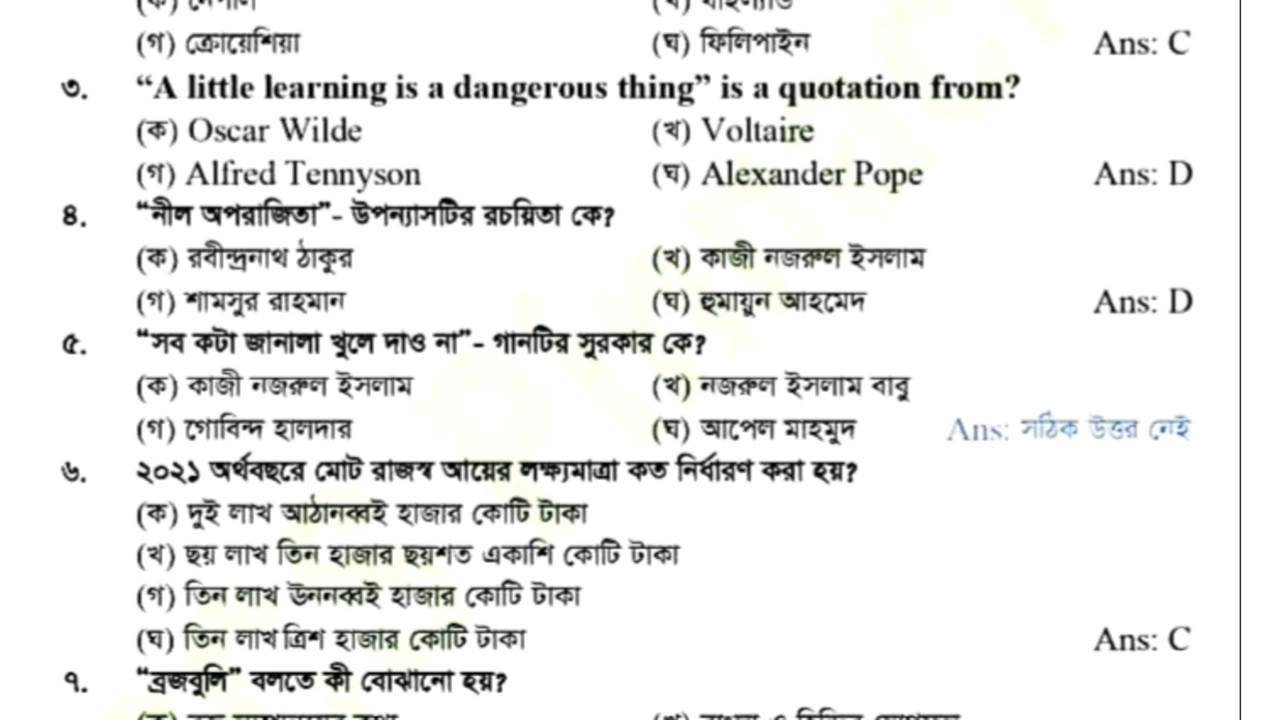 (গ) ক্রোয়েশিয়া (ঘ) ফিলিপাইন Ans: C
৩. “A little learning is a dangerous thing” is a quotation from?
(ক) Oscar Wilde (খ) Voltaire
(গ) Alfred Tennyson (ঘ) Alexander Pope Ans: D
৪. “নীল অপরাজিতা”- উপন্যাসটির রচয়িতা কে?
(ক) রবীন্দ্রনাথ ঠাকুর (খ) কাজী নজরুল ইসলাম
(গ) শামসুর রাহমান (ঘ) হুমায়ুন আহমেদ Ans: D
৫. “সব কটা জানালা খুলে দাও না”- গানটির সুরকার কে?
(ক) কাজী নজরুল ইসলাম (খ) নজরুল ইসলাম বাবু
(গ) গোবিন্দ হালদার (ঘ) আপেল মাহমুদ Ans: সঠিক উত্তর নেই
৬. ২০২১ অর্থবছরে মোট রাজস্ব আয়ের লক্ষ্যমাত্রা কত নির্ধারণ করা হয়?
(ক) দুই লাখ আঠানব্বই হাজার কোটি টাকা
(খ) ছয় লাখ তিন হাজার ছয়শত একাশি কোটি টাকা
(গ) তিন লাখ ঊননব্বই হাজার কোটি টাকা
(ঘ) তিন লাখ ত্রিশ হাজার কোটি টাকা Ans: C
৭. “ব্রজবুলি” বলতে কী বোঝানো হয়?